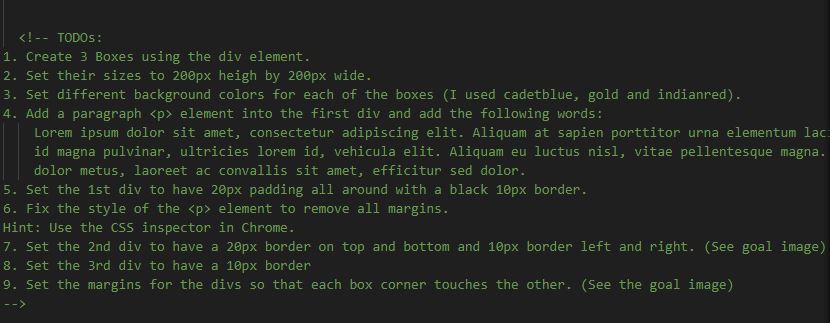 <!-- TODOs:
1. Create 3 Boxes using the div element.
2. Set their sizes to 200px heigh by 200px wide.
3. Set different background colors for each of the boxes (I used cadetblue, gold and indianred).
4. Add a paragraph <p> element into the first div and add the following words:
Lorem ipsum dolor sit amet, consectetur adipiscing elit. Aliquam at sapien porttitor urna elementum
id magna pulvinar, ultricies lorem id, vehicula elit. Aliquam eu luctus nisl, vitae pellentesque magna.
dolor metus, laoreet ac convallis sit amet, efficitur sed dolor.
5. Set the 1st div to have 20px padding all around with a black 10px border.
6. Fix the style of the <p> element to remove all margins.
Hint: Use the CSS inspector in Chrome.
7. Set the 2nd div to have a 20px border on top and bottom and 10px border left and right. (See goal image)
8. Set the 3rd div to have a 10px border
9. Set the margins for the divs so that each box corner touches the other. (See the goal image)
-->